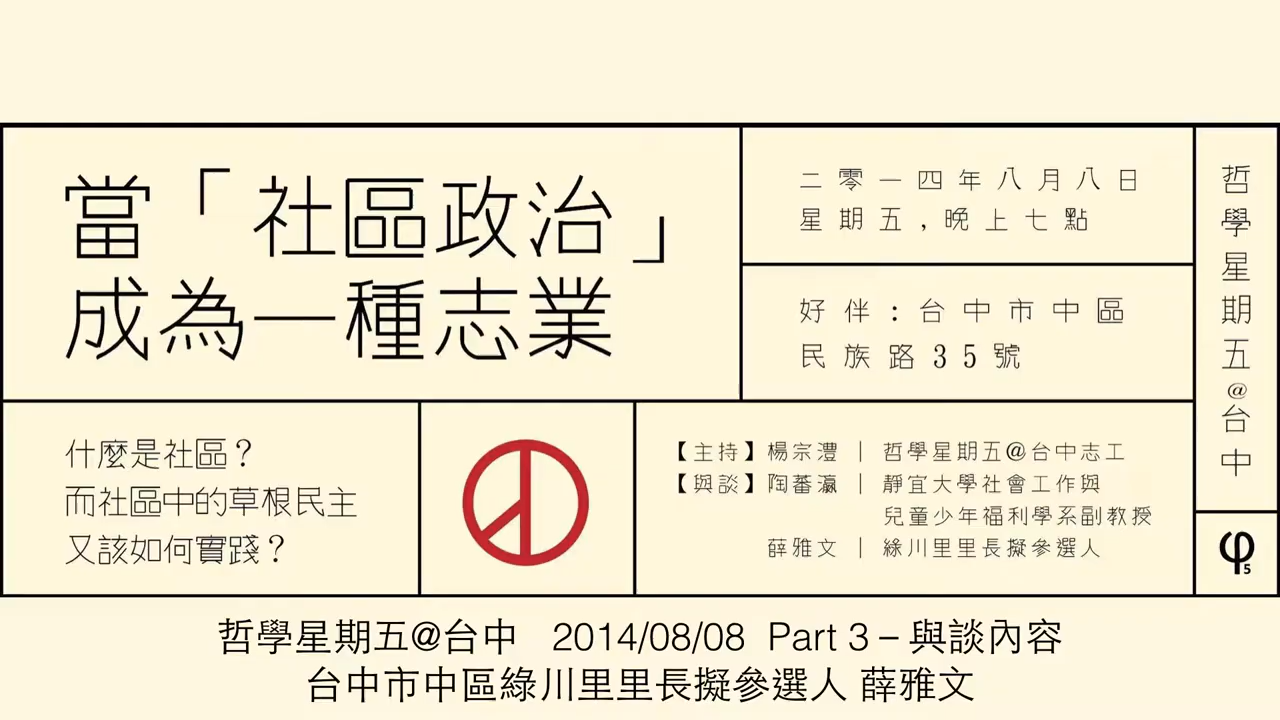 當「社區政治」
成為一種志業
二零一四年八月八日
星期五,晚上七點
好伴:台中市中區
民族路35號
哲學星期五@台中
什麼是社區?
而社區中的草根民主
又該如何實踐?
【主持】楊宗澧｜哲學星期五@台中志工
【與談】陶蕃瀛｜靜宜大學社會工作與
兒童少年福利學系副教授
薛雅文｜綠川里里長擬參選人
φ5
哲學星期五@台中 2014/08/08 Part 3 – 與談內容
台中市中區綠川里里長擬參選人 薛雅文